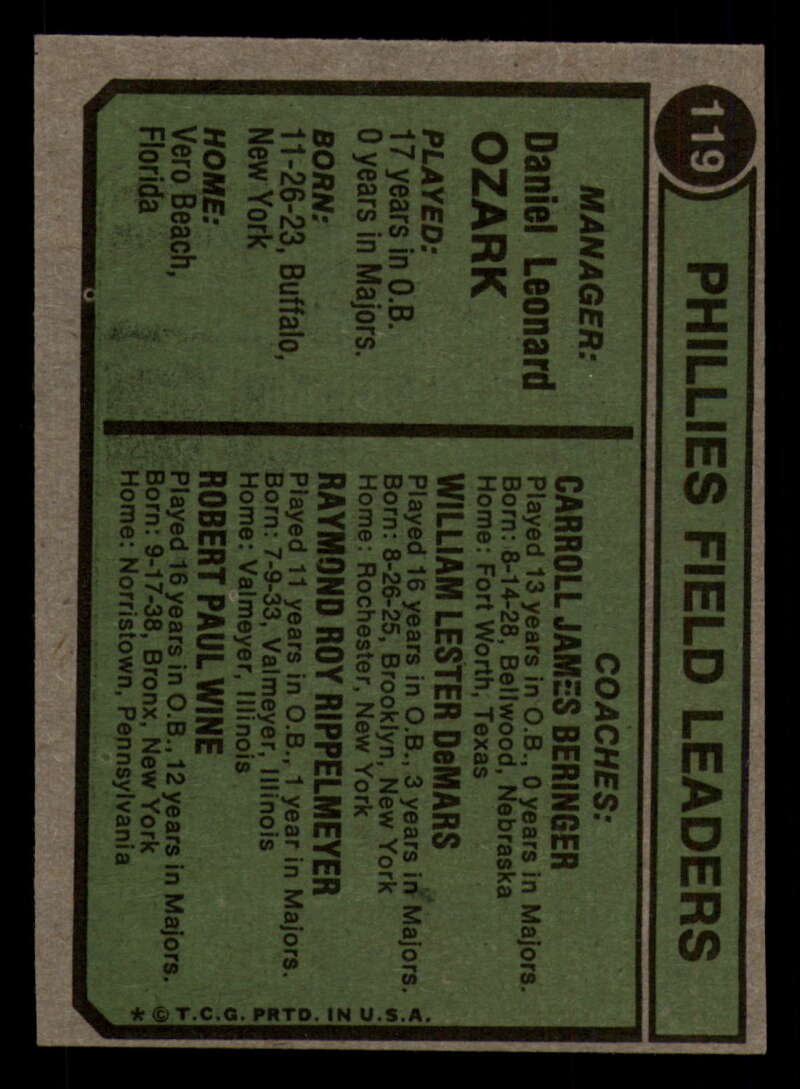 119
PHILLIES FIELD LEADERS
MANAGER:
Daniel Leonard
OZARK
PLAYED:
17 years in O.B.
0 years in Majors.
BORN:
11-26-23, Buffalo,
New York
HOME:
Vero Beach,
Florida
COACHES:
CARROLL JAMES BERINGER
Played 13 years in O.B., 0 years in Majors.
Born: 8-14-28, Bellwood, Nebraska
Home: Fort Worth, Texas
WILLIAM LESTER DeMARS
Played 16 years in O.B., 3 years in Majors.
Born: 8-26-25, Brooklyn, New York
Home: Rochester, New York
RAYMOND ROY RIPPELMEYER
Played 11 years in O.B., 1 year in Majors.
Born: 7-9-33, Valmeyer, Illinois
Home: Valmeyer, Illinois
ROBERT PAUL WINE
Played 16 years in O.B., 12 years in Majors.
Born: 9-17-38, Bronx, New York
Home: Norristown, Pennsylvania
* © T.C.G. PRTD. IN U.S.A.